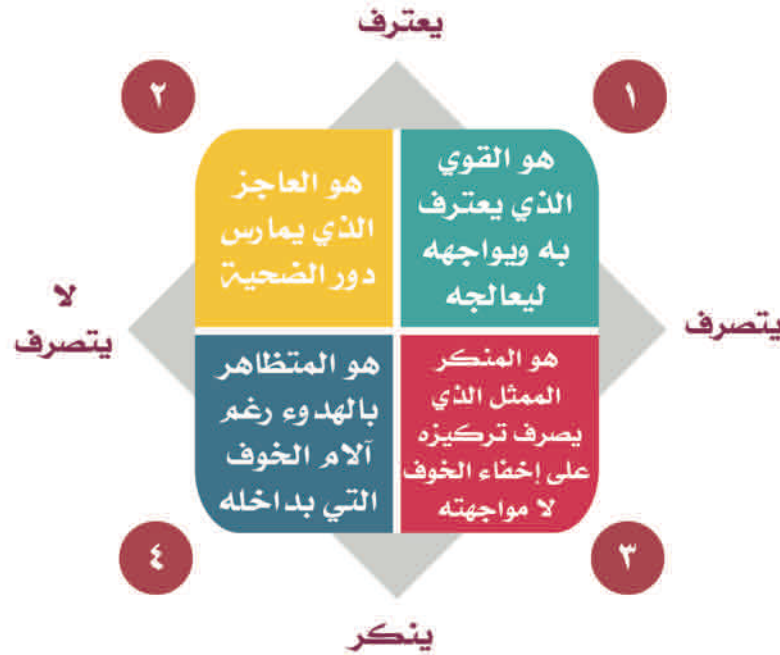 يعترف
١
٢
هو القوي
الذي يعترف
به ويواجهه
ليعالجه
هو العاجز
الذي يمارس
دور الضحية
يتصرف
لا
يتصرف
هو المنكر
الممثل الذي
يصرف تركيزه
على إخفاء الخوف
لا مواجهته
هو المتظاهر
بالهدوء رغم
آلام الخوف
التي بداخله
٣
٤
ينكر